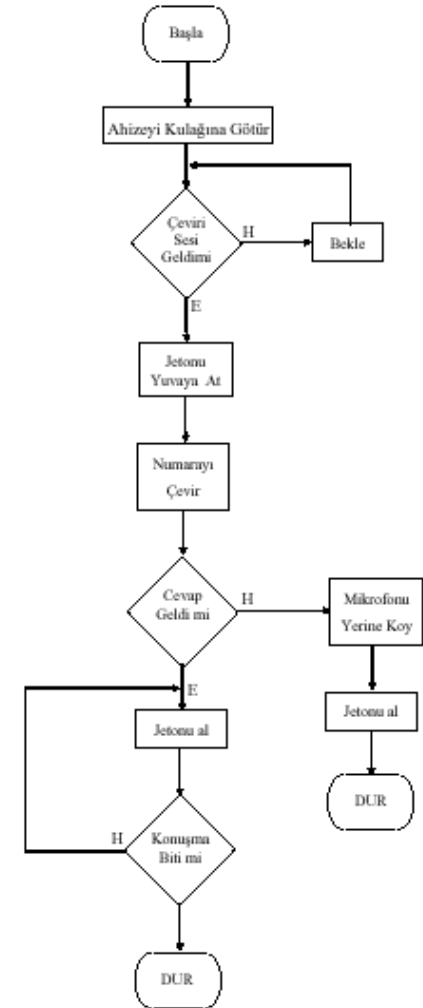 Başla
Ahizeyi Kulağına Götür
Çeviri
Sesi
Geldimi
H
Bekle
E
Jetonu
Yuvaya At
Numarayı
Çevir
Cevap
Geldi mi
H
Mikrofonu
Yerine Koy
E
Jetonu al
Jetonu al
DUR
H
Konuşma
Biti mi
DUR